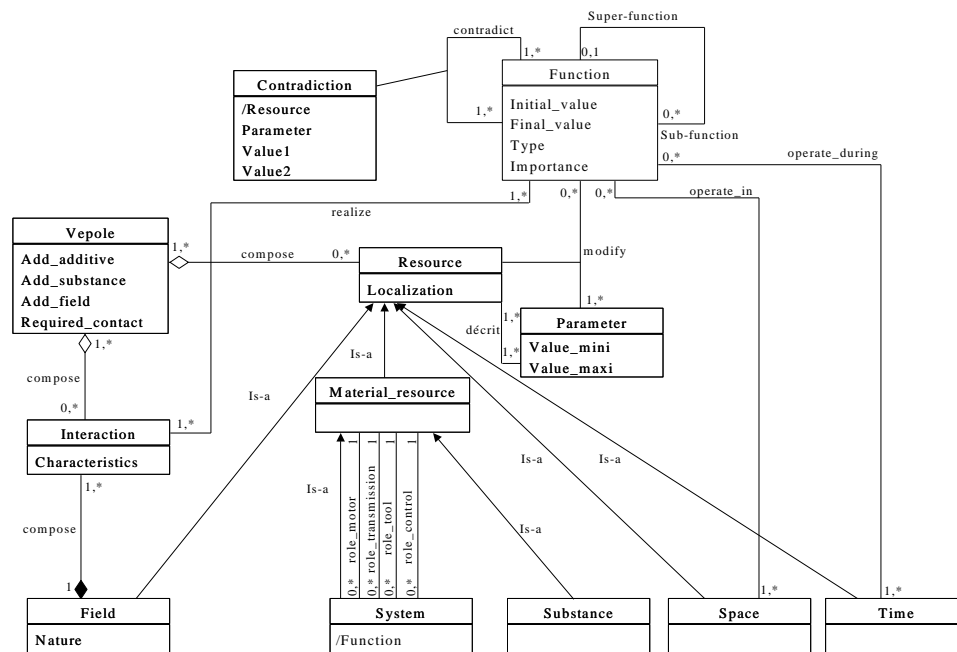 Super-function
contradict
1,*
0,1
Function
Contradiction
/Resource
Parameter
Value1
Value2
Initial_value
Final_value
Type
Importance
1,*
0,*
Sub-function
0,*
operate_during
1,*
0,*
0,*
operate_in
realize
Vepole
Add_additive
Add_substance
Add_field
Required_contact
1,*
compose
0,*
Resource
Localization
modify
1,*
décrit
1,*
1,*
Parameter
Value_mini
Value_maxi
1,*
compose
0,*
Is-a
Is-a
Material_resource
Interaction
Characteristics
1,*
1,*
compose
1
Is-a
1
1
1
1
role_motor
role_transmission
role_tool
role_control
0,*
0,*
0,*
0,*
Is-a
Is-a
Is-a
1,*
1,*
Field
Nature
System
/Function
Substance
Space
Time